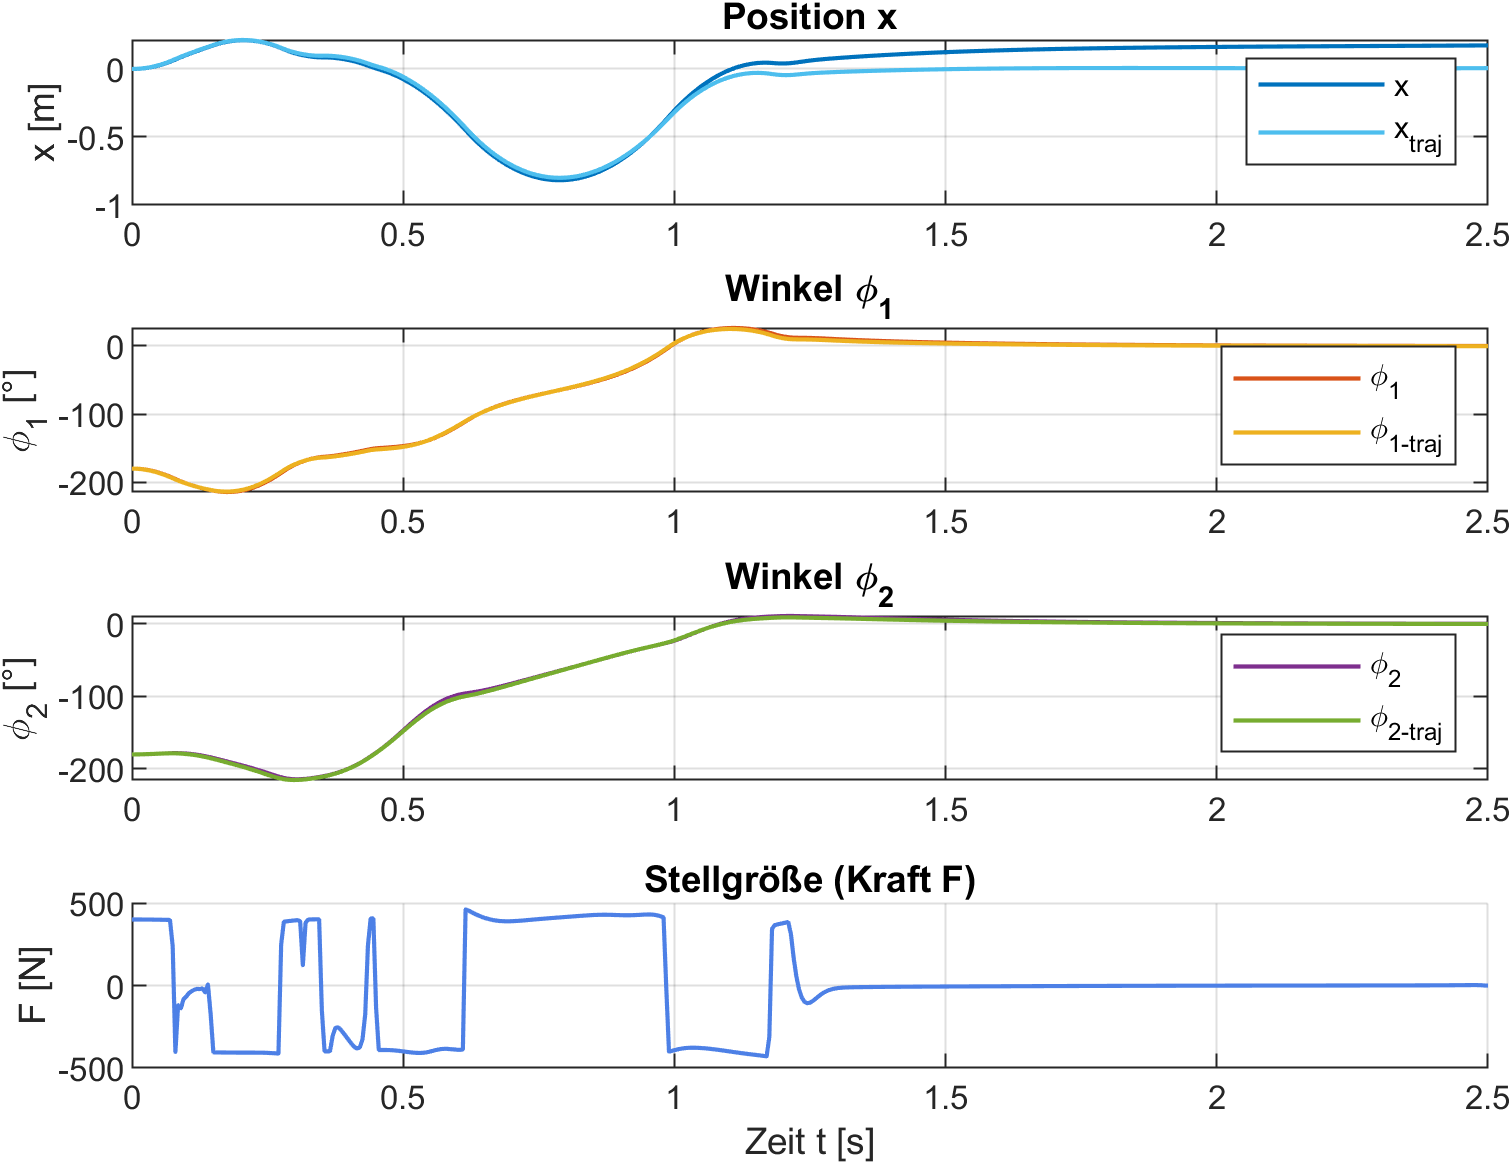 Position x
x [m]
0
-0.5
-1
0 0.5 1 1.5 2 2.5
x
x_traj
Winkel ϕ_1
ϕ_1 [°]
0
-100
-200
0 0.5 1 1.5 2 2.5
ϕ_1
ϕ_1-traj
Winkel ϕ_2
ϕ_2 [°]
0
-100
-200
0 0.5 1 1.5 2 2.5
ϕ_2
ϕ_2-traj
Stellgröße (Kraft F)
F [N]
500
0
-500
0 0.5 1 1.5 2 2.5
Zeit t [s]